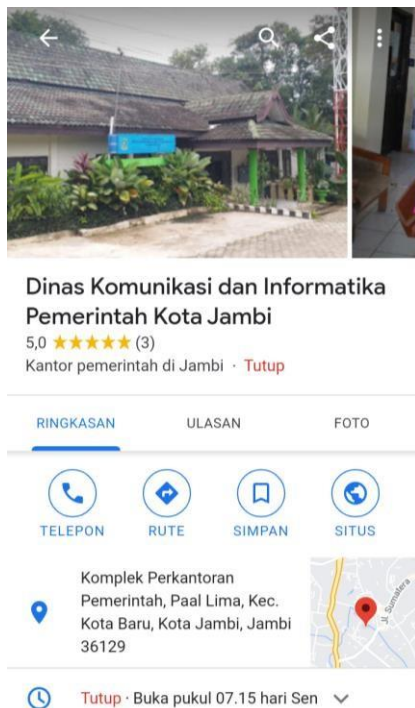 Dinas Komunikasi dan Informatika
Pemerintah Kota Jambi
5,0 ★★★★★ (3)
Kantor pemerintah di Jambi · Tutup
RINGKASAN
ULASAN
FOTO
TELEPON
RUTE
SIMPAN
SITUS
Komplek Perkantoran
Pemerintah, Paal Lima, Kec.
Kota Baru, Kota Jambi, Jambi
36129
Jl. Sumatera
Tutup · Buka pukul 07.15 hari Sen